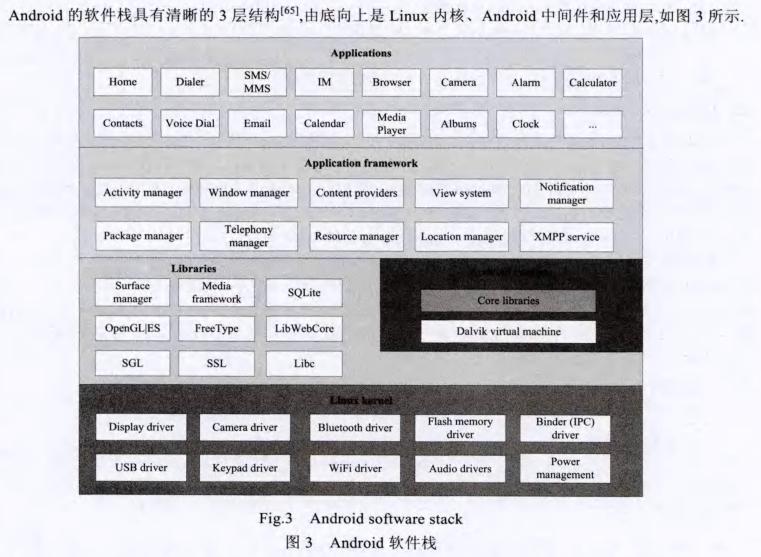 Android 的软件栈具有清晰的 3 层结构[65],由底向上是 Linux 内核、Android 中间件和应用层,如图 3 所示.
Applications
Home Dialer SMS/MMS IM Browser Camera Alarm Calculator
Contacts Voice Dial Email Calendar Media Player Albums Clock ...
Application framework
Activity manager Window manager Content providers View system Notification manager
Package manager Telephony manager Resource manager Location manager XMPP service
Libraries
Surface manager Media framework SQLite
Core libraries
OpenGL|ES FreeType LibWebCore
Dalvik virtual machine
SGL SSL Libc
Linux kernel
Display driver Camera driver Bluetooth driver Flash memory driver Binder (IPC) driver
USB driver Keypad driver WiFi driver Audio drivers Power management
Fig.3 Android software stack
图 3 Android 软件栈